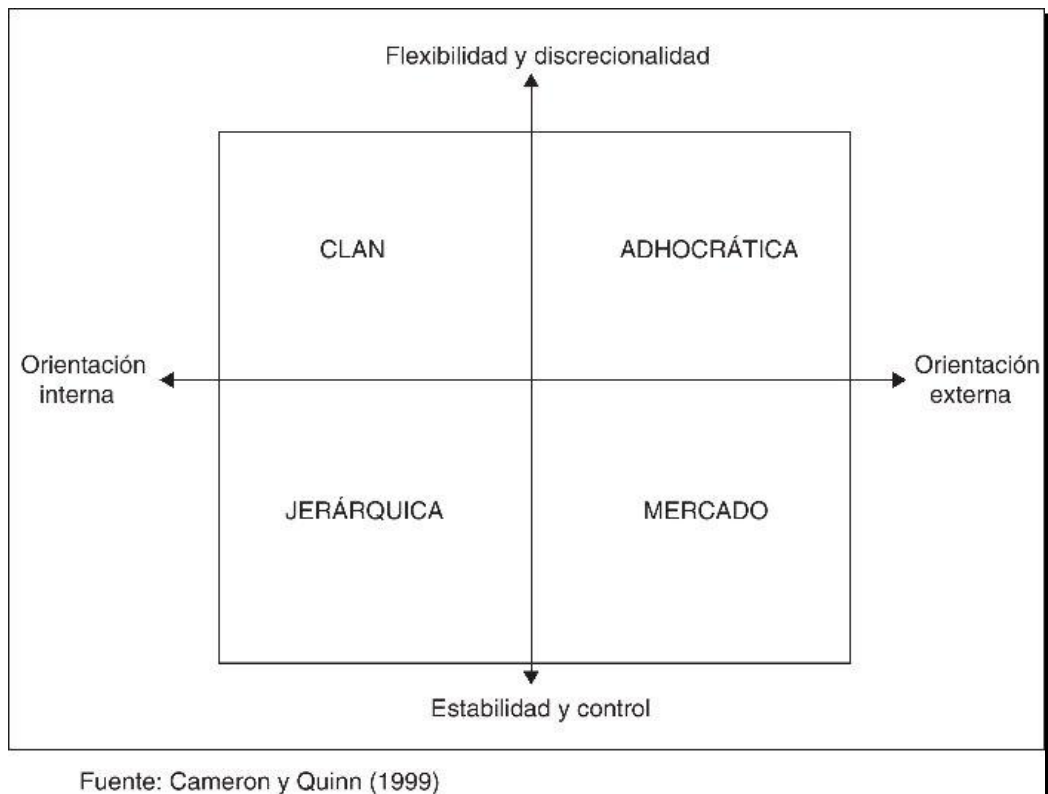 Flexibilidad y discrecionalidad
CLAN
ADHOCRÁTICA
Orientación
interna
Orientación
externa
JERÁRQUICA
MERCADO
Estabilidad y control
Fuente: Cameron y Quinn (1999)